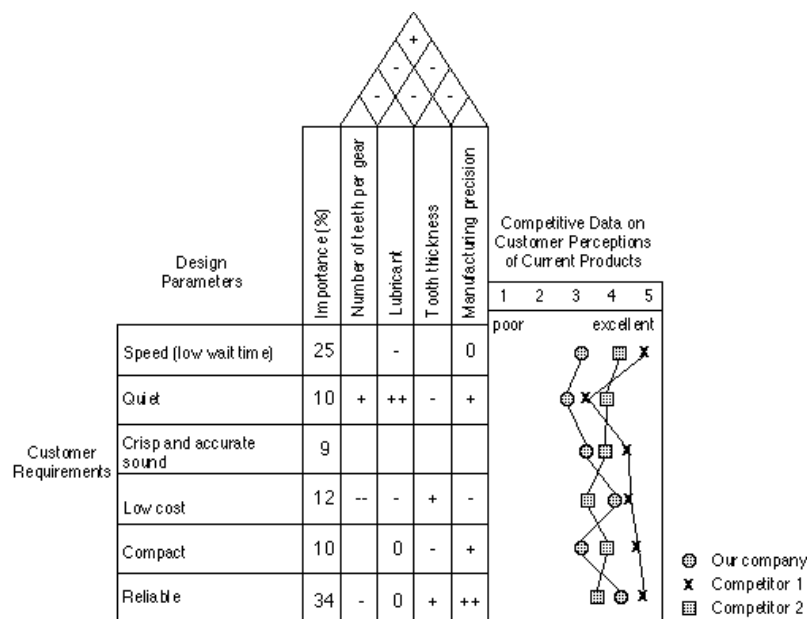 +
- -
- - -
Importance (%)
Number of teeth per gear
Lubricant
Tooth thickness
Manufacturing precision
Design
Parameters
Competitive Data on
Customer Perceptions
of Current Products
1 2 3 4 5
poor excellent
Speed (low wait time) 25 - 0
Quiet 10 + ++ - +
Crisp and accurate
sound
9
Customer
Requirements
Low cost 12 -- - + -
Compact 10 0 - +
Reliable 34 - 0 + ++
Our company
x Competitor 1
Competitor 2